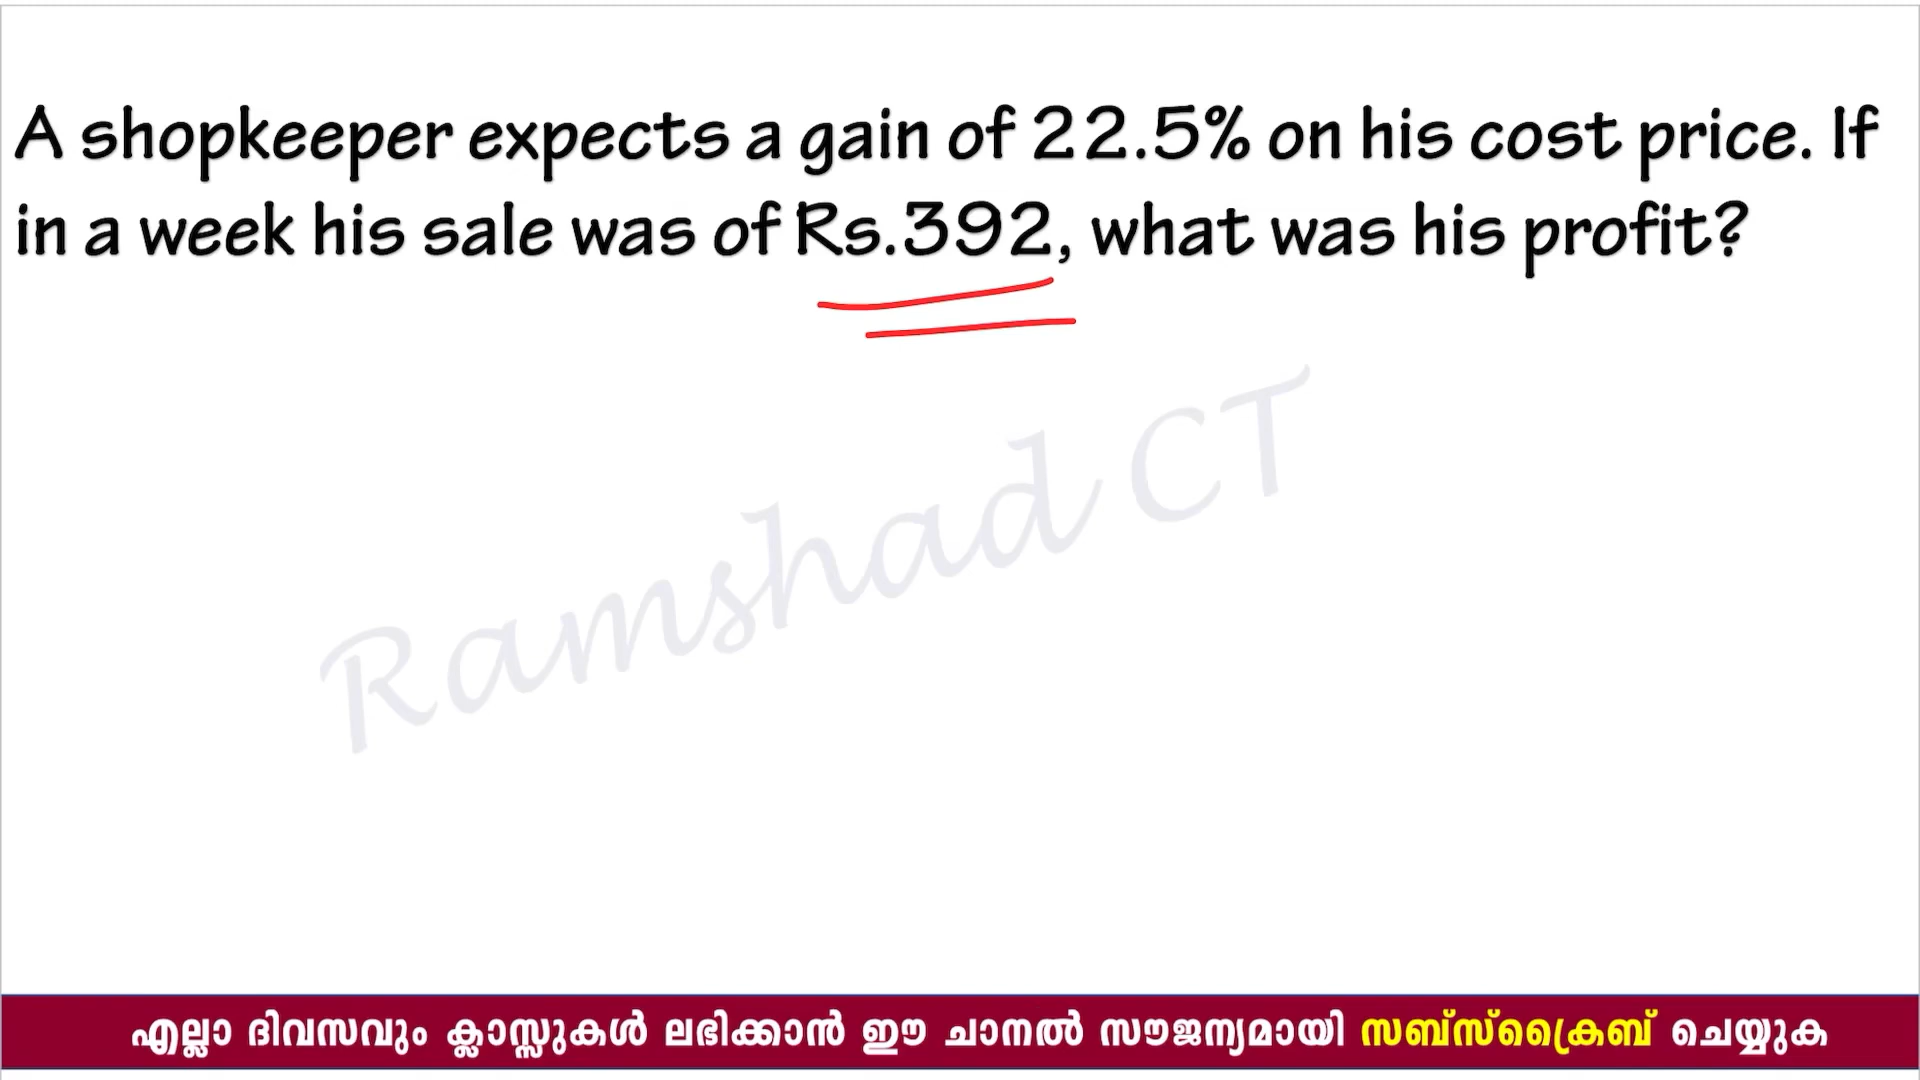 A shopkeeper expects a gain of 22.5% on his cost price. If
in a week his sale was of Rs.392, what was his profit?
Ramshad CT
എല്ലാ ദിവസവും ക്ലാസ്സുകൾ ലഭിക്കാൻ ഈ ചാനൽ സൗജന്യമായി സബ്സ്ക്രൈബ് ചെയ്യുക